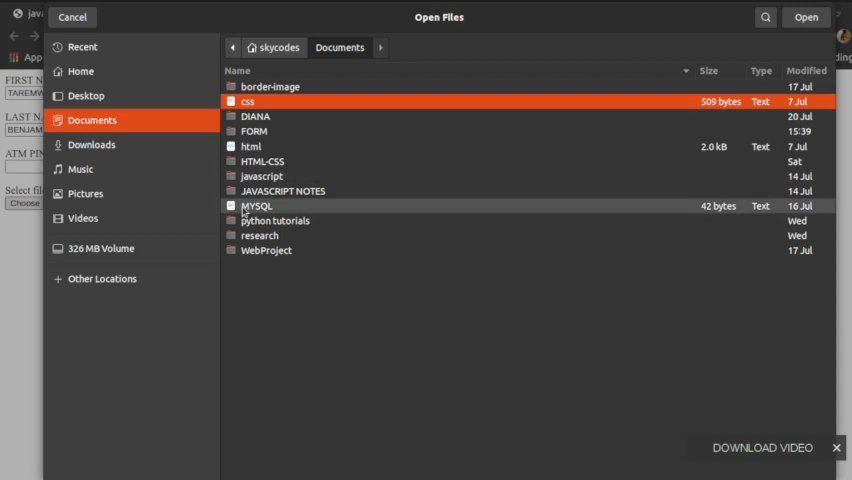 java
Cancel
Open Files
Open
App
ding
Recent
Home
Desktop
Documents
Downloads
Music
Pictures
Videos
326 MB Volume
Other Locations
skycodes
Documents
Name
Size
Type
Modified
border-image
17 Jul
css
509 bytes
Text
7 Jul
DIANA
20 Jul
FORM
15:39
html
2.0 kB
Text
7 Jul
HTML-CSS
Sat
javascript
14 Jul
JAVASCRIPT NOTES
14 Jul
MYSQL
42 bytes
Text
16 Jul
python tutorials
Wed
research
Wed
WebProject
17 Jul
FIRST N
TAREMW
LAST N
BENJAM
ATM PI
Select file
Choose
DOWNLOAD VIDEO